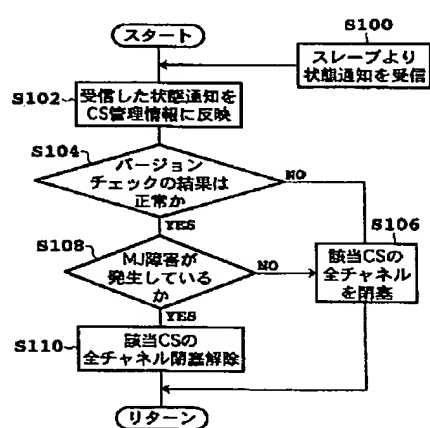 スタート
S100
スレーブより
状態通知を受信
S102
受信した状態通知を
CS管理情報に反映
S104
バージョン
チェックの結果は
正常か
NO
YES
S106
該当CSの
全チャネル
を閉塞
S108
MJ障害が
発生している
か
NO
YES
S110
該当CSの
全チャネル閉塞解除
リターン